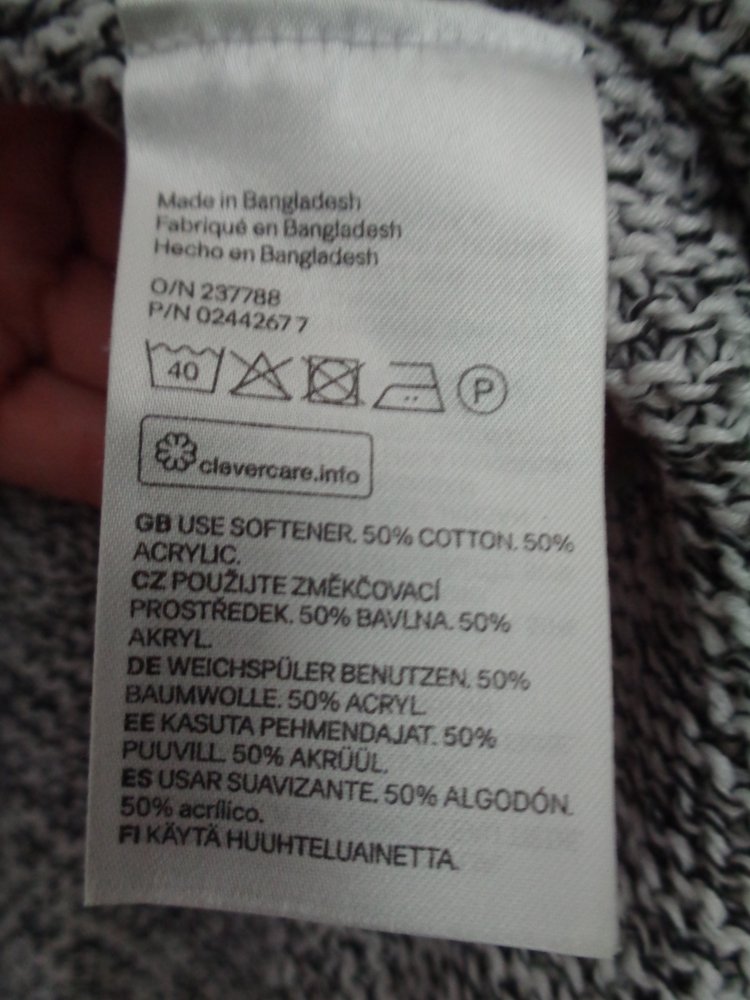 Made in Bangladesh
Fabriqué en Bangladesh
Hecho en Bangladesh
O/N 237788
P/N 0244267 7
40
P
clevercare.info
GB USE SOFTENER. 50% COTTON. 50%
ACRYLIC.
CZ POUŽIJTE ZMĚKČOVACÍ
PROSTŘEDEK. 50% BAVLNA. 50%
AKRYL.
DE WEICHSPÜLER BENUTZEN. 50%
BAUMWOLLE. 50% ACRYL.
EE KASUTA PEHMENDAJAT. 50%
PUUVILL. 50% AKRÜÜL.
ES USAR SUAVIZANTE. 50% ALGODÓN.
50% acrílico.
FI KÄYTÄ HUUHTELUAINETTA.